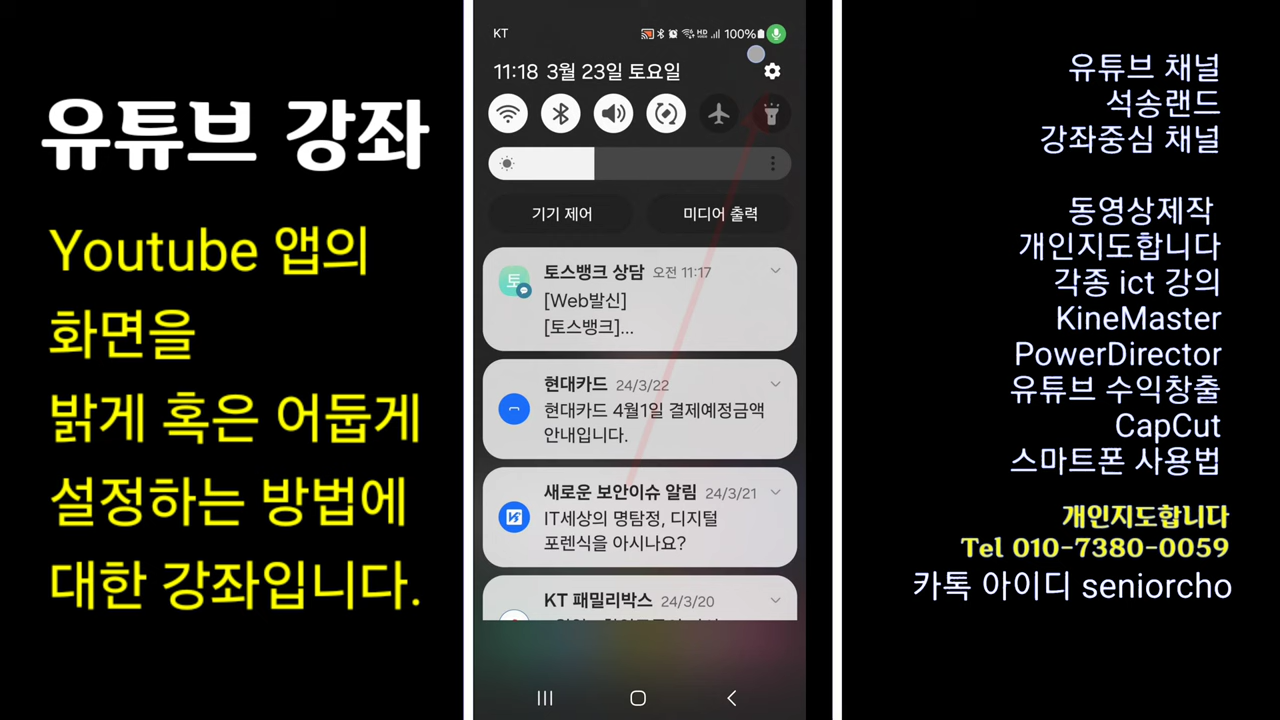 유튜브 강좌
Youtube 앱의
화면을
밝게 혹은 어둡게
설정하는 방법에
대한 강좌입니다.
KT
100%
11:18 3월 23일 토요일
기기 제어
미디어 출력
토
토스뱅크 상담 오전 11:17
[Web발신]
[토스뱅크]...
현대카드 24/3/22
현대카드 4월1일 결제예정금액
안내입니다.
새로운 보안이슈 알림 24/3/21
IT세상의 명탐정, 디지털
포렌식을 아시나요?
KT 패밀리박스 24/3/20
유튜브 채널
석송랜드
강좌중심 채널
동영상제작
개인지도합니다
각종 ict 강의
KineMaster
PowerDirector
유튜브 수익창출
CapCut
스마트폰 사용법
개인지도합니다
Tel 010-7380-0059
카톡 아이디 seniorcho